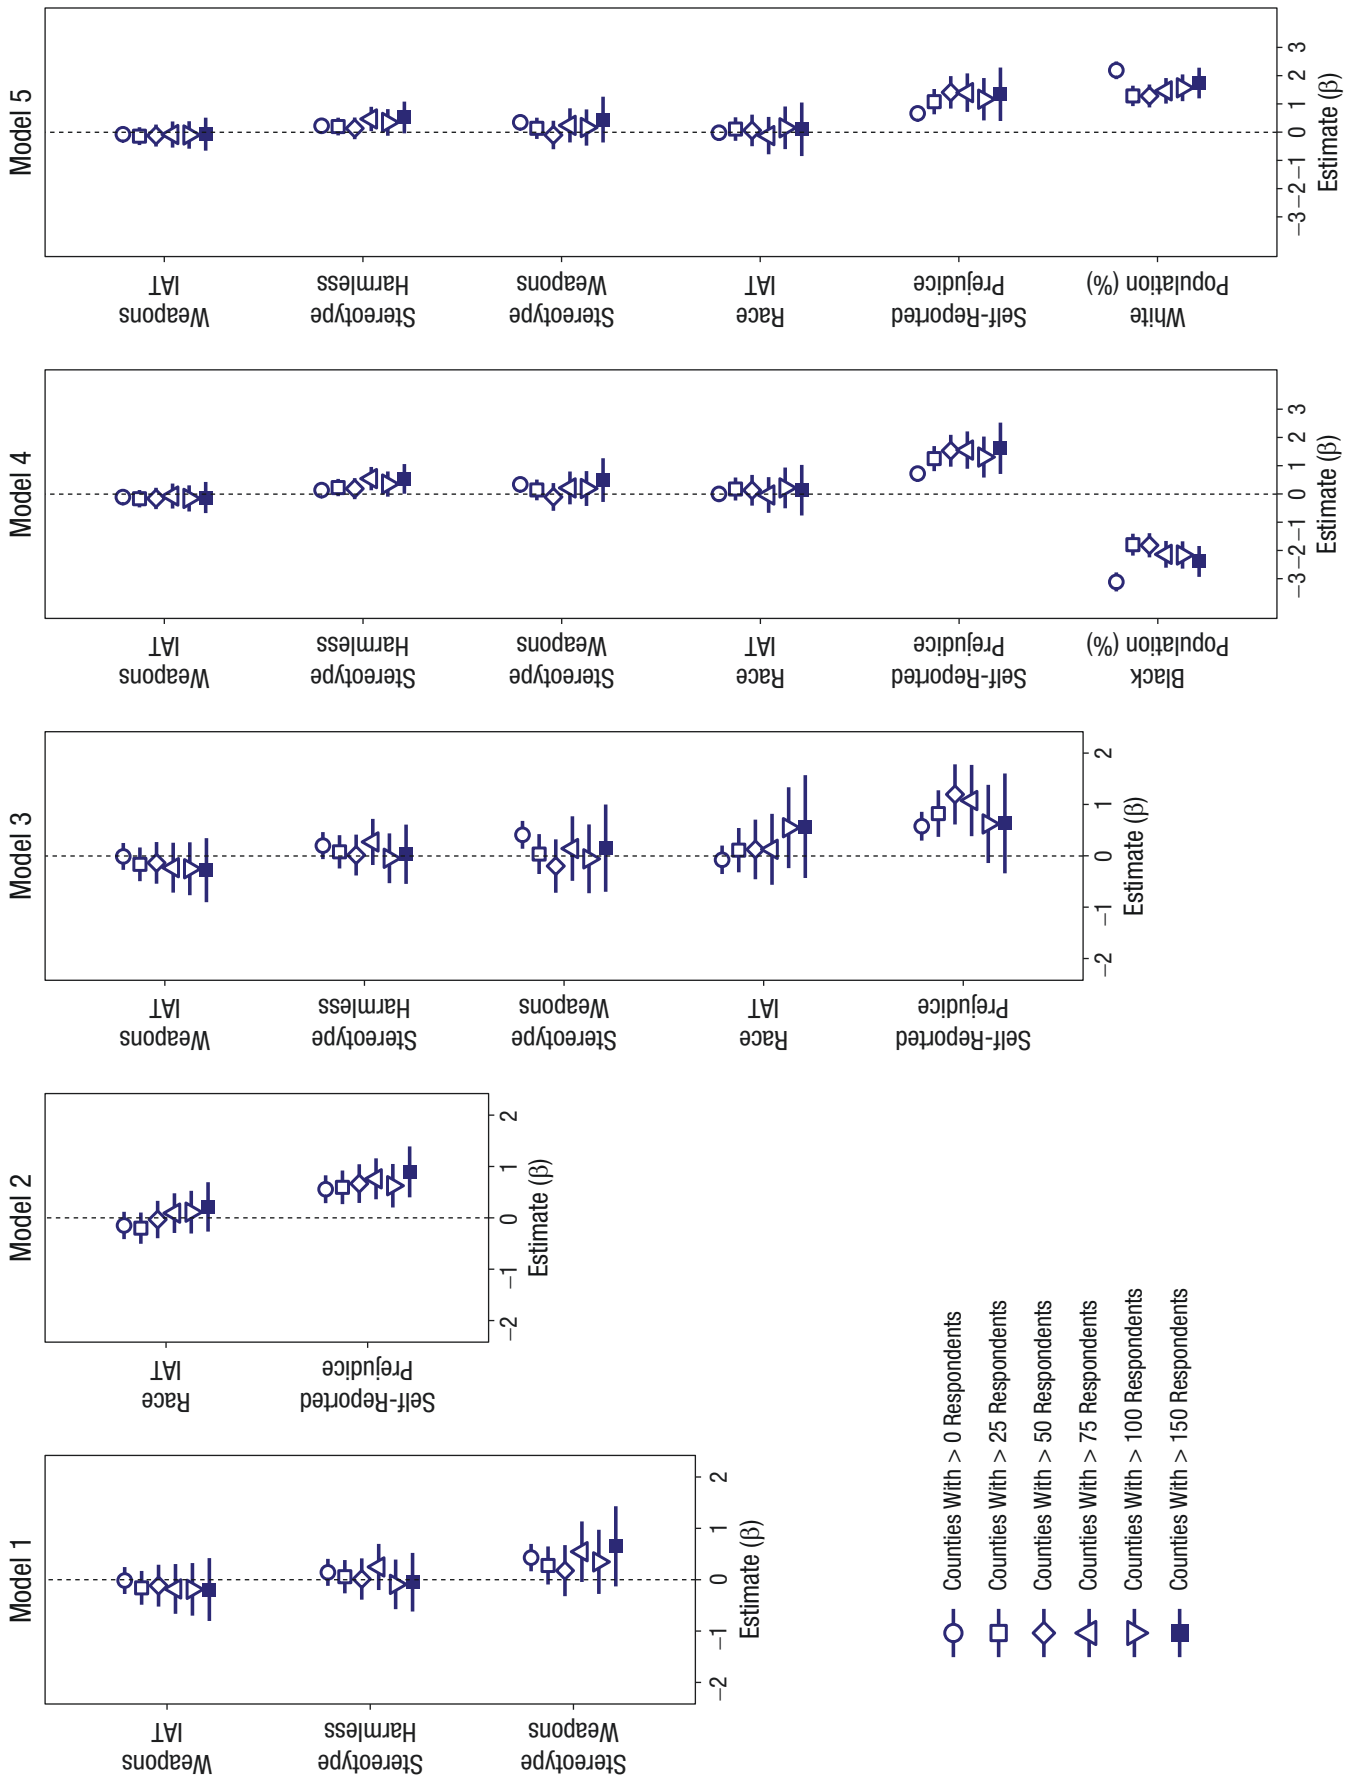 Model 1
Weapons
IAT
Stereotype
Harmless
Stereotype
Weapons
−2
−1
0
1
2
Estimate (β)
Model 2
Race
IAT
Self-Reported
Prejudice
−2
−1
0
1
2
Estimate (β)
Model 3
Weapons
IAT
Stereotype
Harmless
Stereotype
Weapons
Race
IAT
Self-Reported
Prejudice
−2
−1
0
1
2
Estimate (β)
Model 4
Weapons
IAT
Stereotype
Harmless
Stereotype
Weapons
Race
IAT
Self-Reported
Prejudice
Black
Population (%)
−3
−2
−1
0
1
2
3
Estimate (β)
Model 5
Weapons
IAT
Stereotype
Harmless
Stereotype
Weapons
Race
IAT
Self-Reported
Prejudice
White
Population (%)
−3
−2
−1
0
1
2
3
Estimate (β)
Counties With > 0 Respondents
Counties With > 25 Respondents
Counties With > 50 Respondents
Counties With > 75 Respondents
Counties With > 100 Respondents
Counties With > 150 Respondents